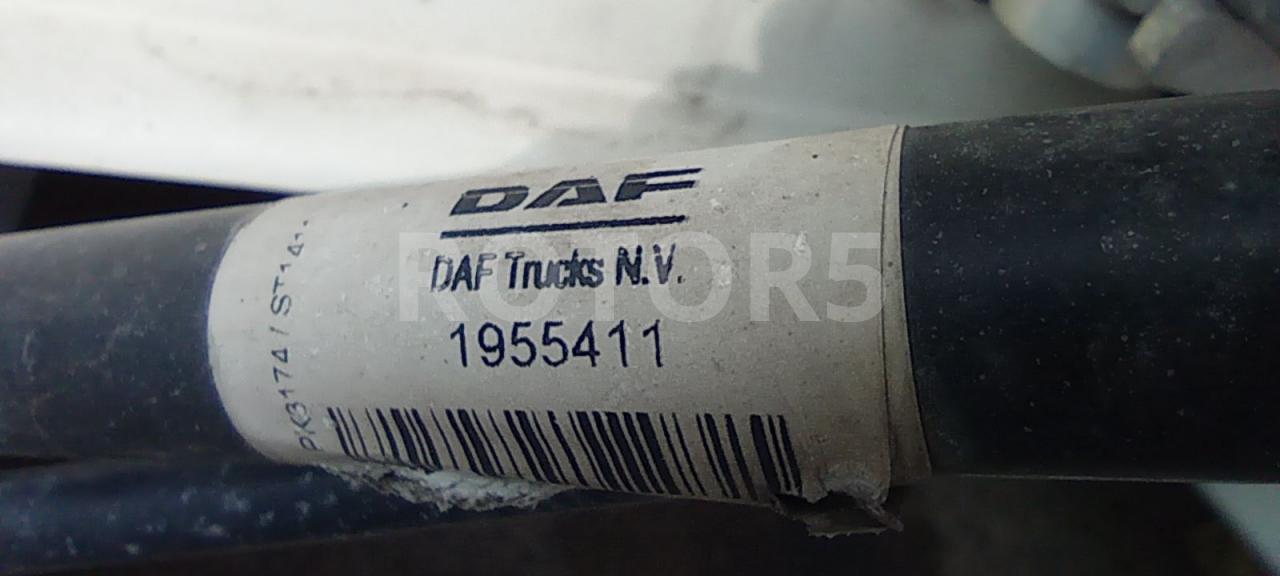 DAF
DAF Trucks N.V.
1955411
ROTOR5